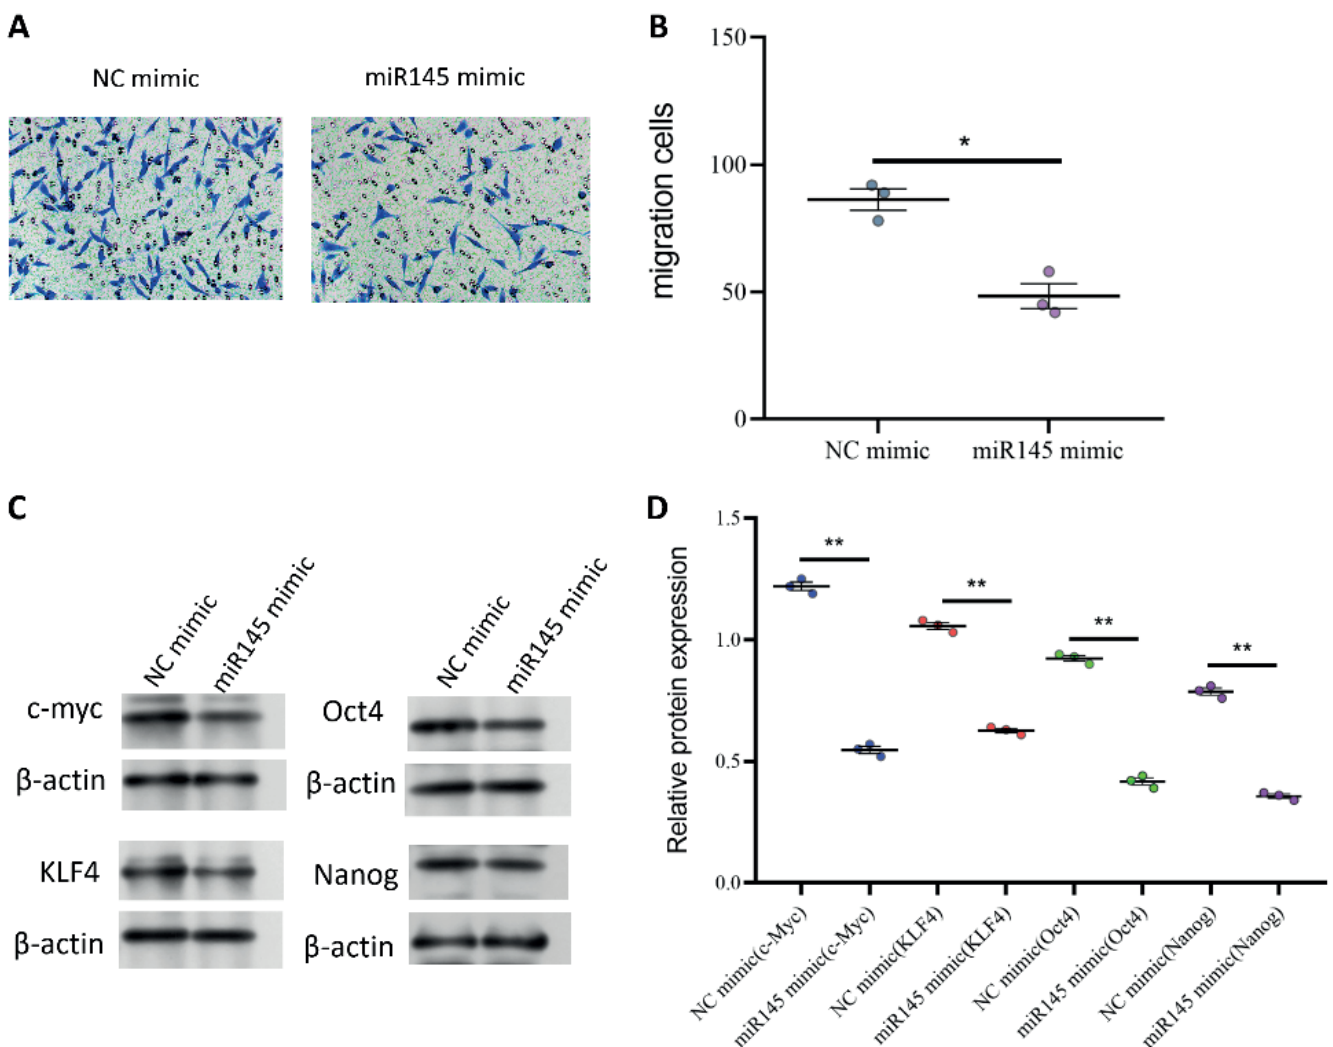 A
NC mimic
miR145 mimic
B
150
100
50
0
migration cells
*
NC mimic
miR145 mimic
C
NC mimic
miR145 mimic
c-myc
β-actin
KLF4
β-actin
NC mimic
miR145 mimic
Oct4
β-actin
Nanog
β-actin
D
1.5
1.0
0.5
0.0
Relative protein expression
**
**
**
**
NC mimic(c-Myc)
miR145 mimic(c-Myc)
NC mimic(KLF4)
miR145 mimic(KLF4)
NC mimic(Oct4)
miR145 mimic(Oct4)
NC mimic(Nanog)
miR145 mimic(Nanog)